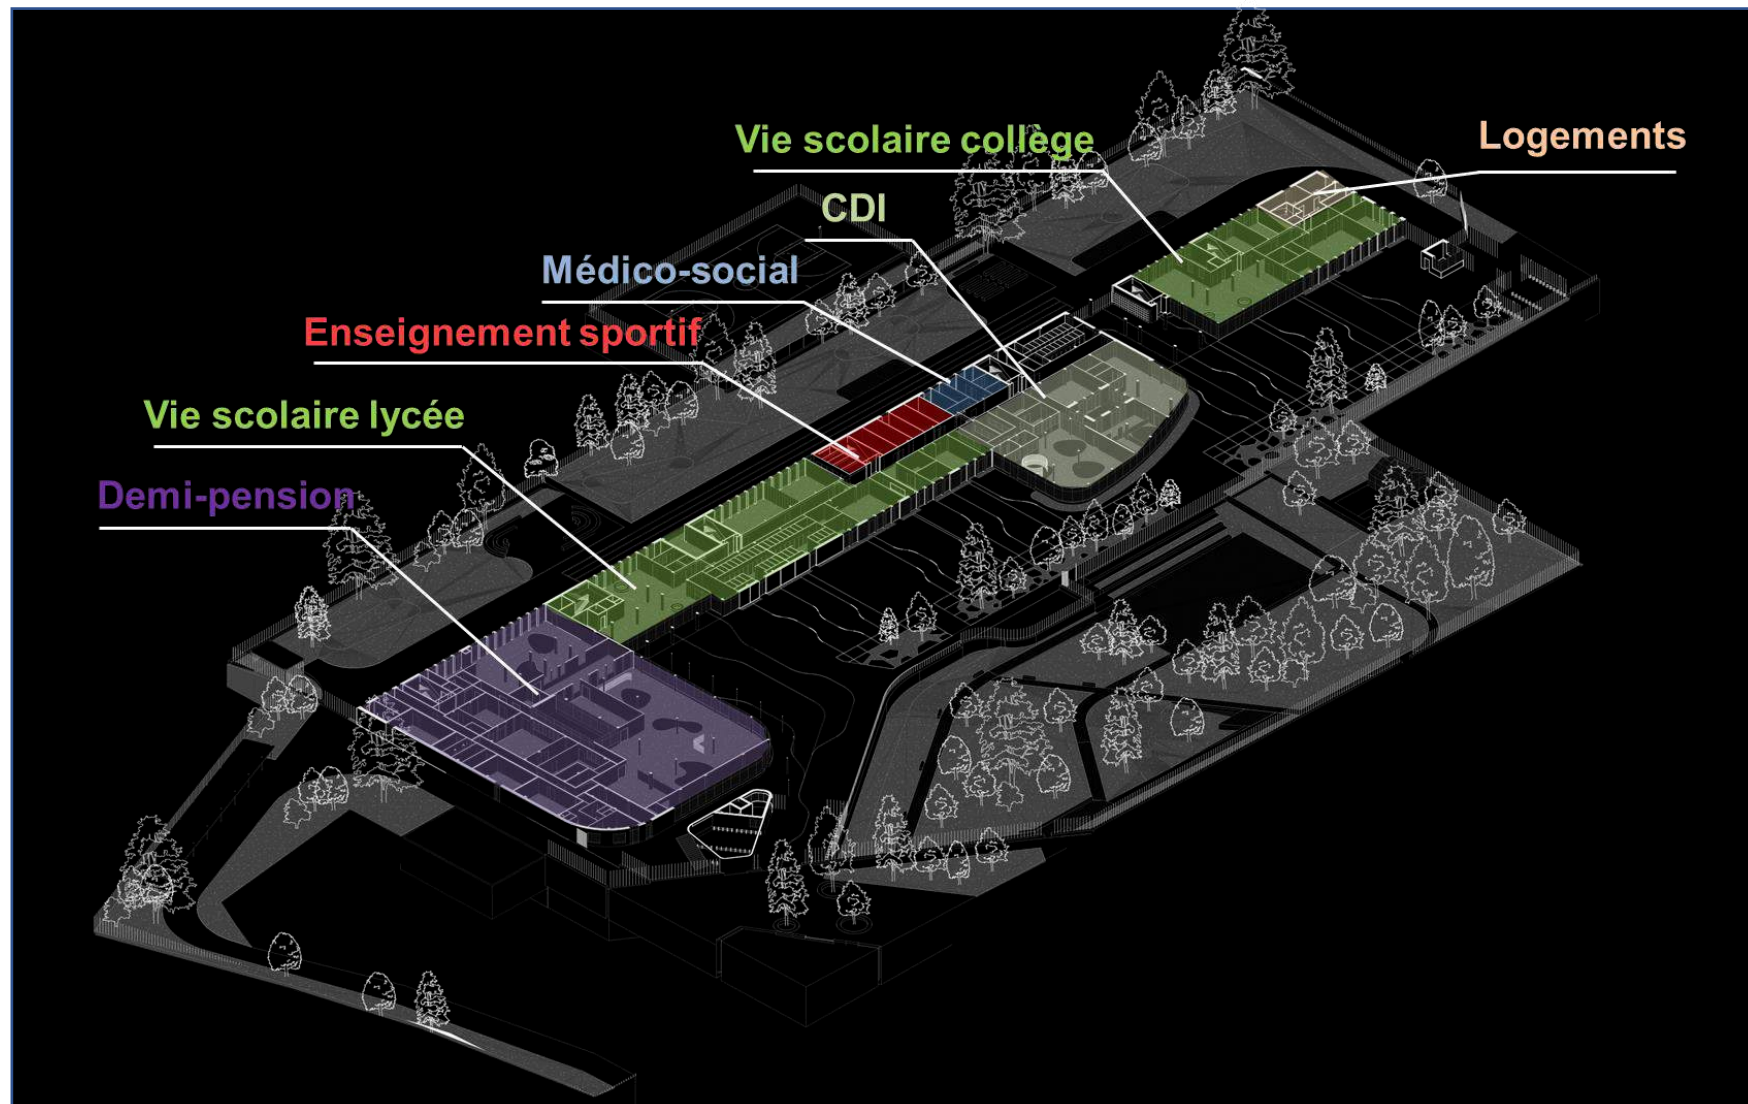 Vie scolaire collège
Logements
CDI
Médico-social
Enseignement sportif
Vie scolaire lycée
Demi-pension